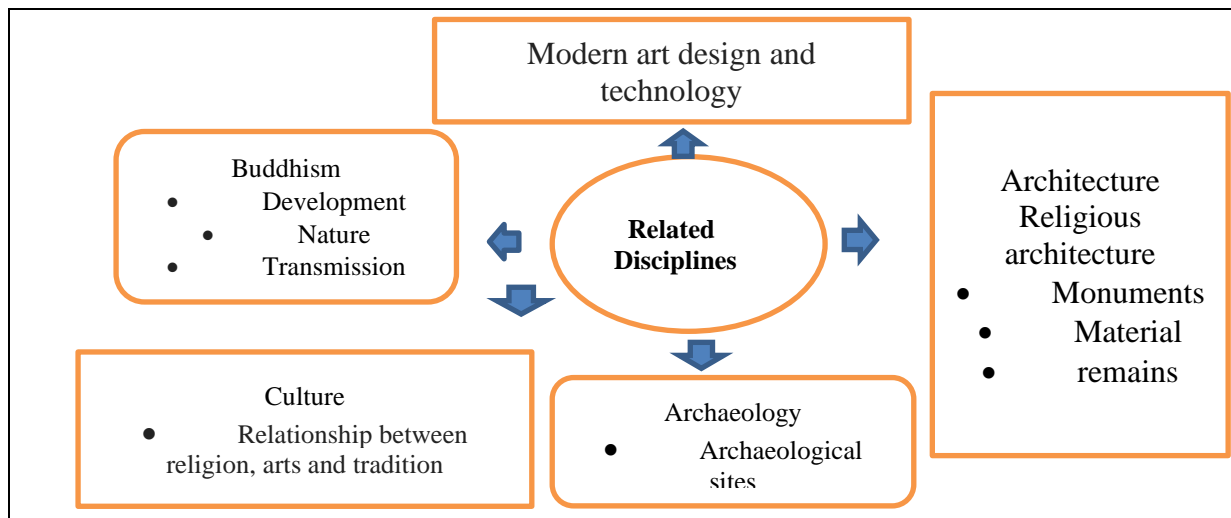 Modern art design and
technology
Buddhism
• Development
• Nature
• Transmission
Related
Disciplines
Architecture
Religious
architecture
• Monuments
• Material
• remains
Culture
• Relationship between
religion, arts and tradition
Archaeology
• Archaeological
sites